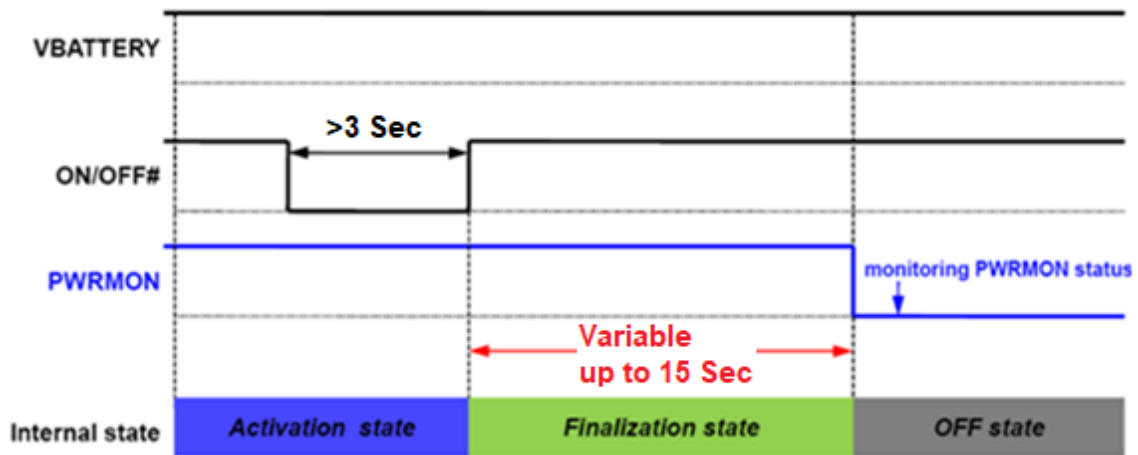 VBATTERY
>3 Sec
ON/OFF#
PWRMON
monitoring PWRMON status
Variable
up to 15 Sec
Internal state
Activation state
Finalization state
OFF state